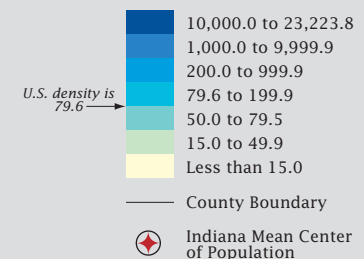 10,000.0 to 23,223.8
1,000.0 to 9,999.9
200.0 to 999.9
U.S. density is
79.6
79.6 to 199.9
50.0 to 79.5
15.0 to 49.9
Less than 15.0
County Boundary
Indiana Mean Center
of Population